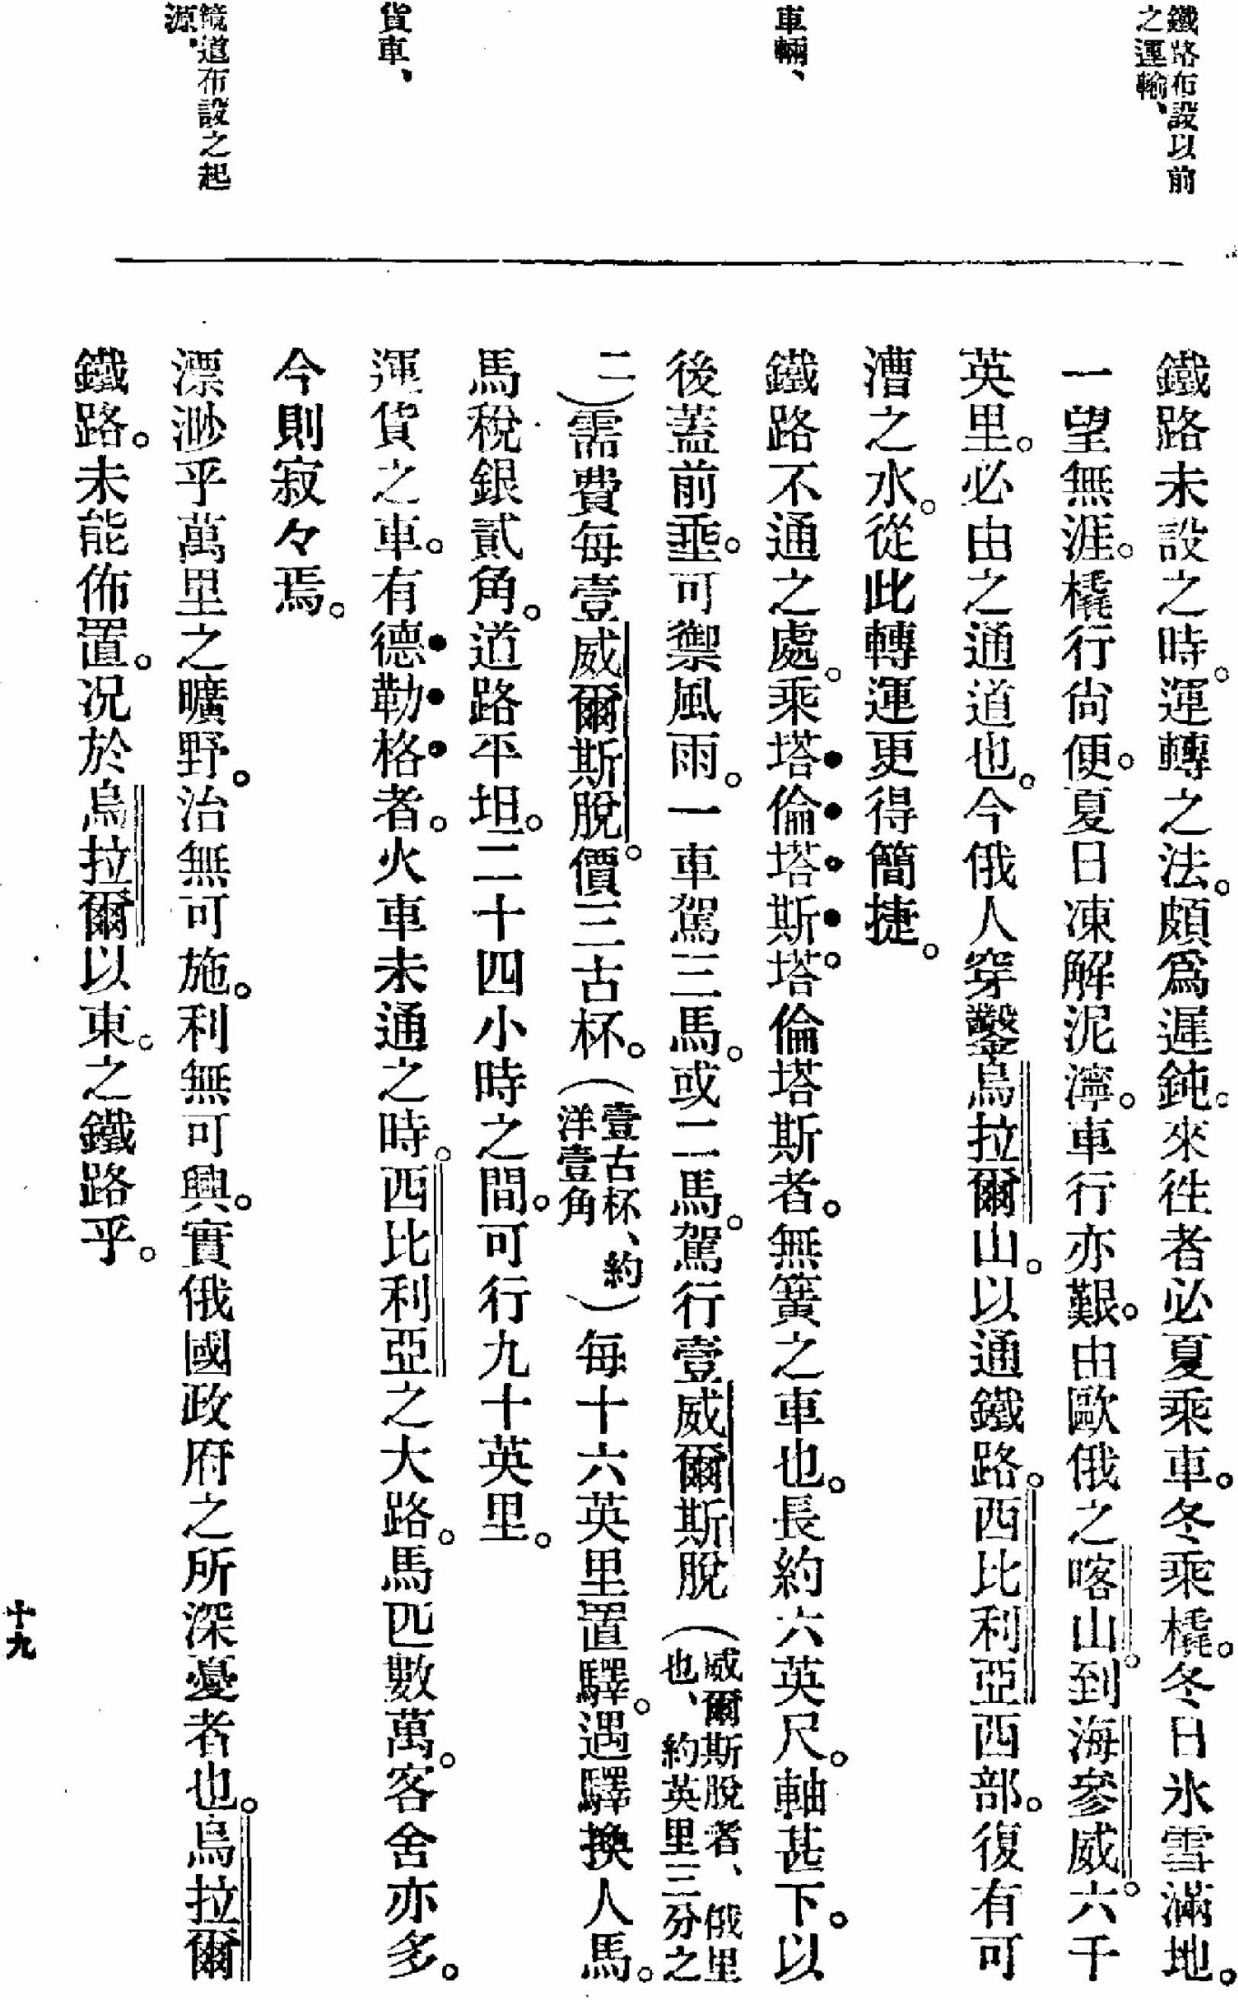 鐵路布設以前
之運輸、
車輛、
貨車、
鐵道布設之起
源、
鐵路未設之時。運轉之法。頗爲遲鈍。來往者必夏乘車。冬乘橇。冬日氷雪滿地。
一望無涯。橇行尙便。夏日凍解泥濘。車行亦艱。由歐俄之喀山。到海參威。六千
英里。必由之通道也。今俄人穿鑿烏拉爾山。以通鐵路。西比利亞西部。復有可
漕之水。從此轉運更得簡捷。
鐵路不通之處。乘塔倫塔斯。塔倫塔斯者。無簧之車也。長約六英尺。軸甚下。以
後蓋前垂。可禦風雨。一車駕三馬。或二馬。駕行壹威爾斯脫(威爾斯脫者、俄里
也、約英里三分之
二)需費每壹威爾斯脫。價三古杯。(壹古杯、約
洋壹角)每十六英里置驛。遇驛換人馬。
馬稅銀貳角。道路平坦。二十四小時之間。可行九十英里。
運貨之車。有德勒格者。火車未通之時。西比利亞之大路。馬匹數萬。客舍亦多。
今則寂々焉。
漂渺乎萬里之曠野。治無可施。利無可興。實俄國政府之所深憂者也。烏拉爾
鐵路。未能佈置。况於烏拉爾以東。之鐵路乎。
十九